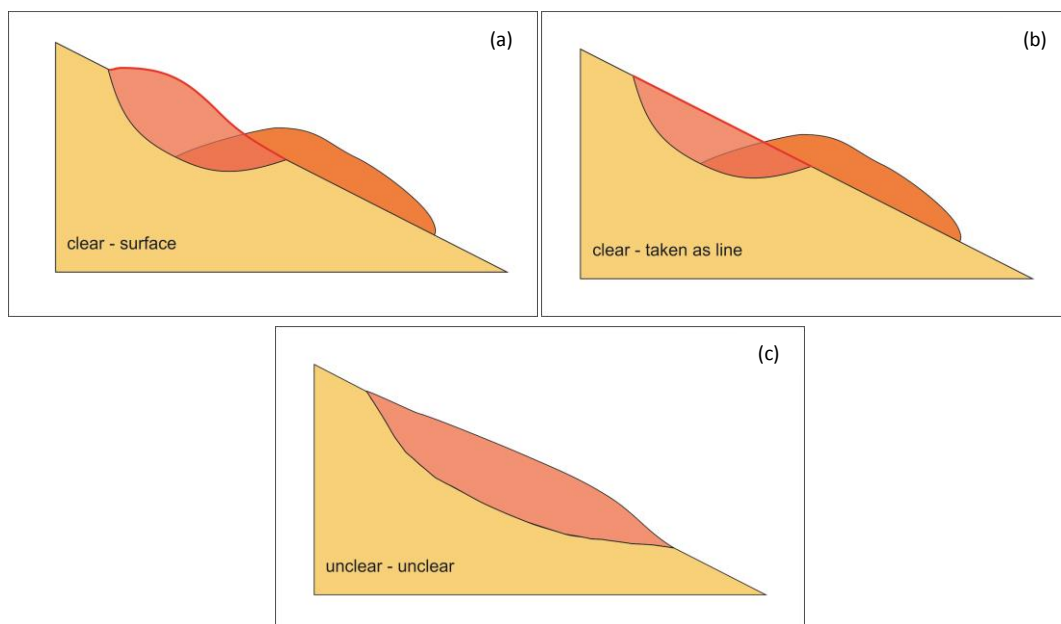 (a)
clear - surface
(b)
clear - taken as line
(c)
unclear - unclear